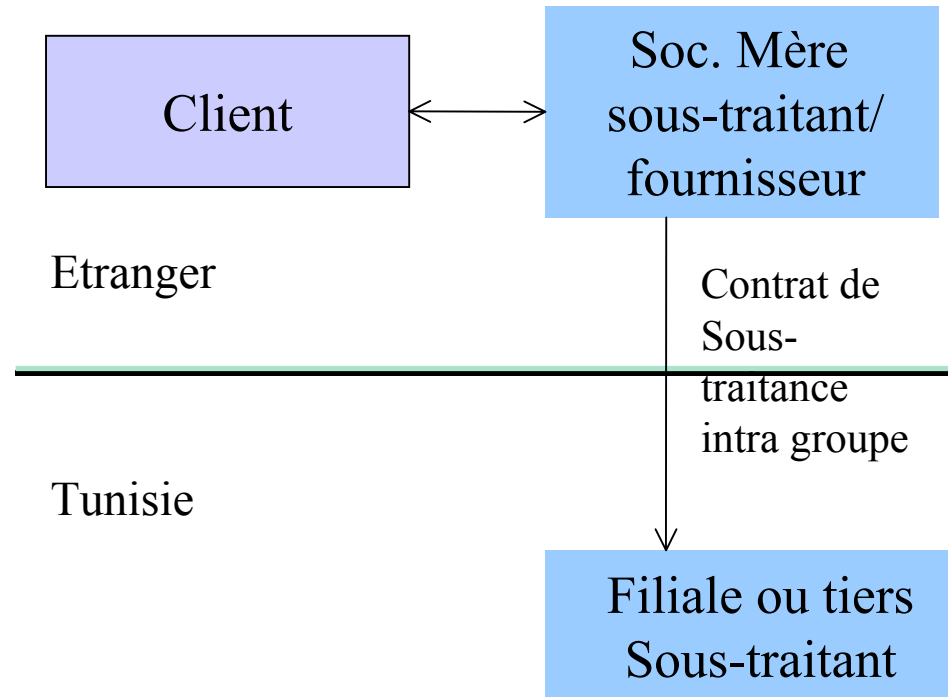 Client
Soc. Mère
sous-traitant/
fournisseur
Etranger
Contrat de
Sous-
traitance
intra groupe
Tunisie
Filiale ou tiers
Sous-traitant